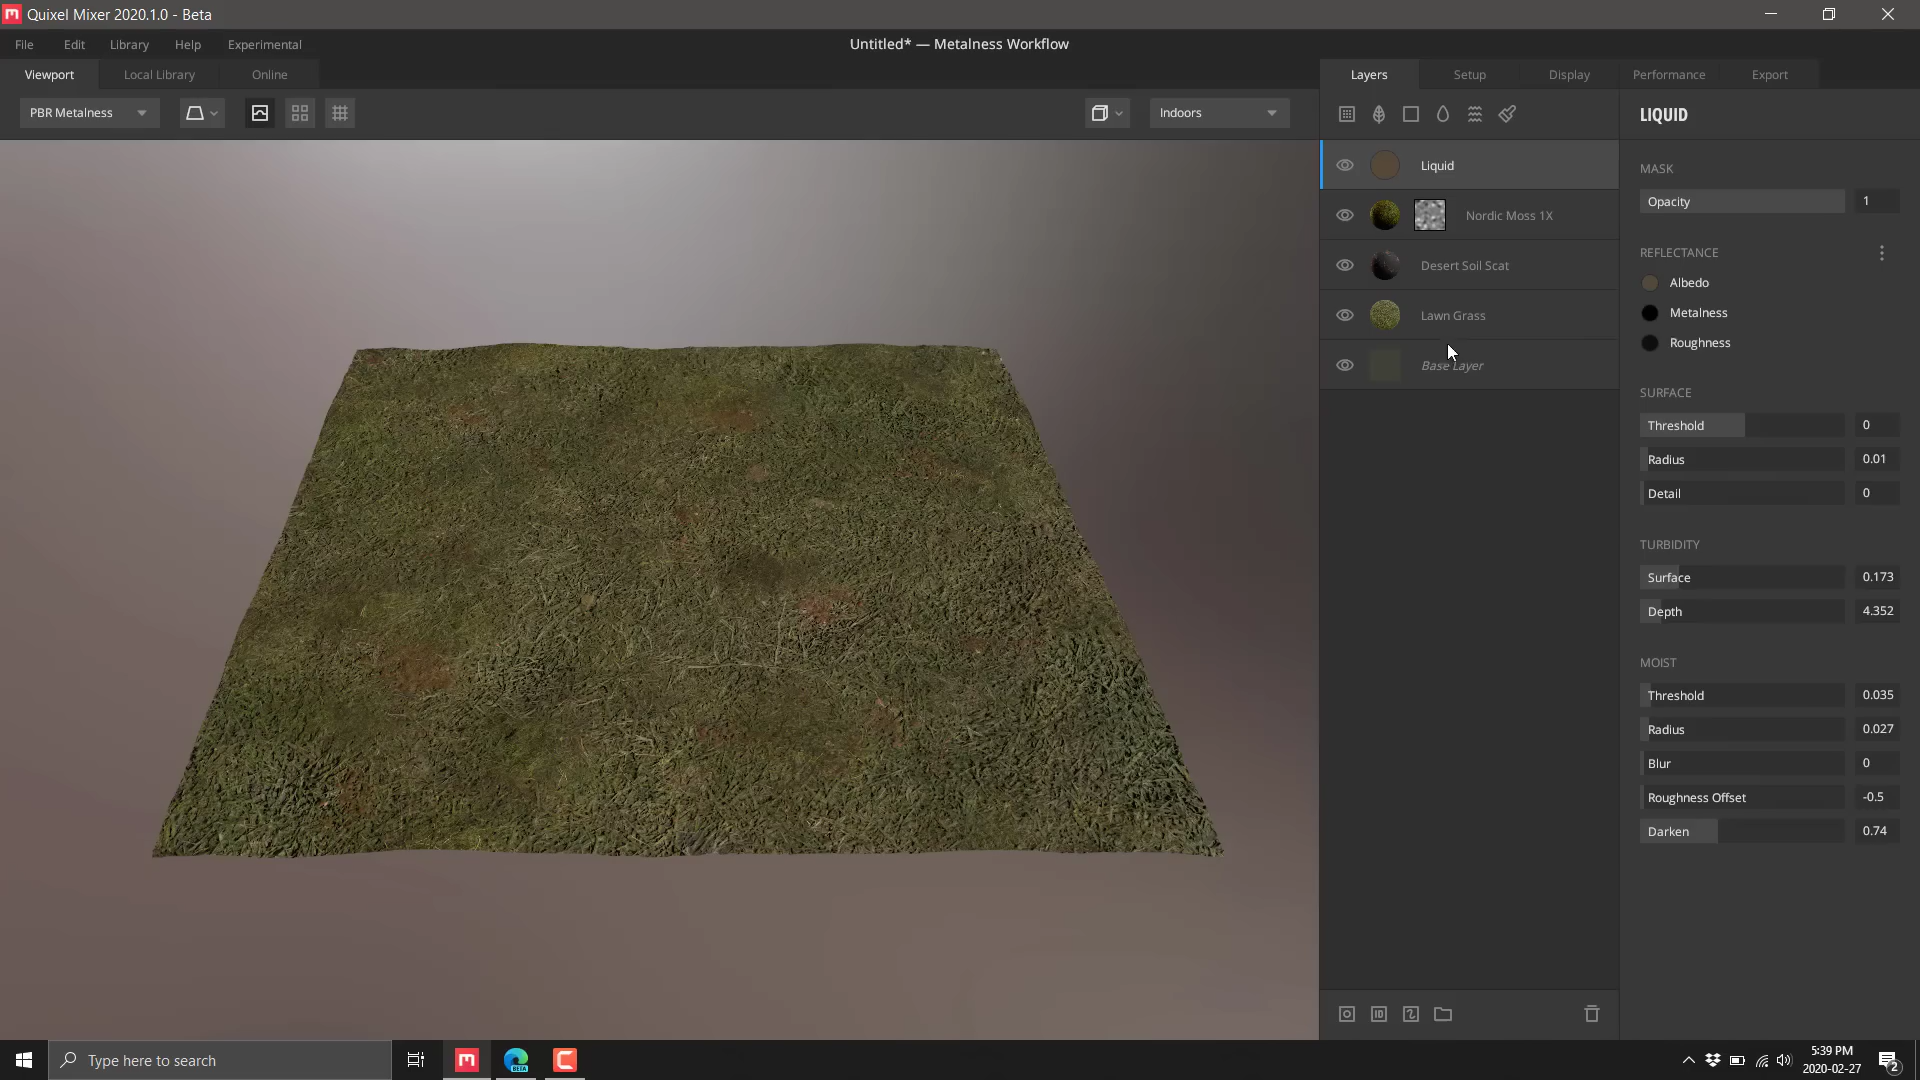 Quixel Mixer 2020.1.0 - Beta
File Edit Library Help Experimental
Untitled* — Metalness Workflow
Viewport Local Library Online
Layers Setup Display Performance Export
PBR Metalness
Indoors
LIQUID
Liquid
Nordic Moss 1X
Desert Soil Scat
Lawn Grass
Base Layer
MASK
Opacity 1
REFLECTANCE
Albedo
Metalness
Roughness
SURFACE
Threshold 0
Radius 0.01
Detail 0
TURBIDITY
Surface 0.173
Depth 4.352
MOIST
Threshold 0.035
Radius 0.027
Blur 0
Roughness Offset -0.5
Darken 0.74
Type here to search
BETA
5:39 PM
2020-02-27
2